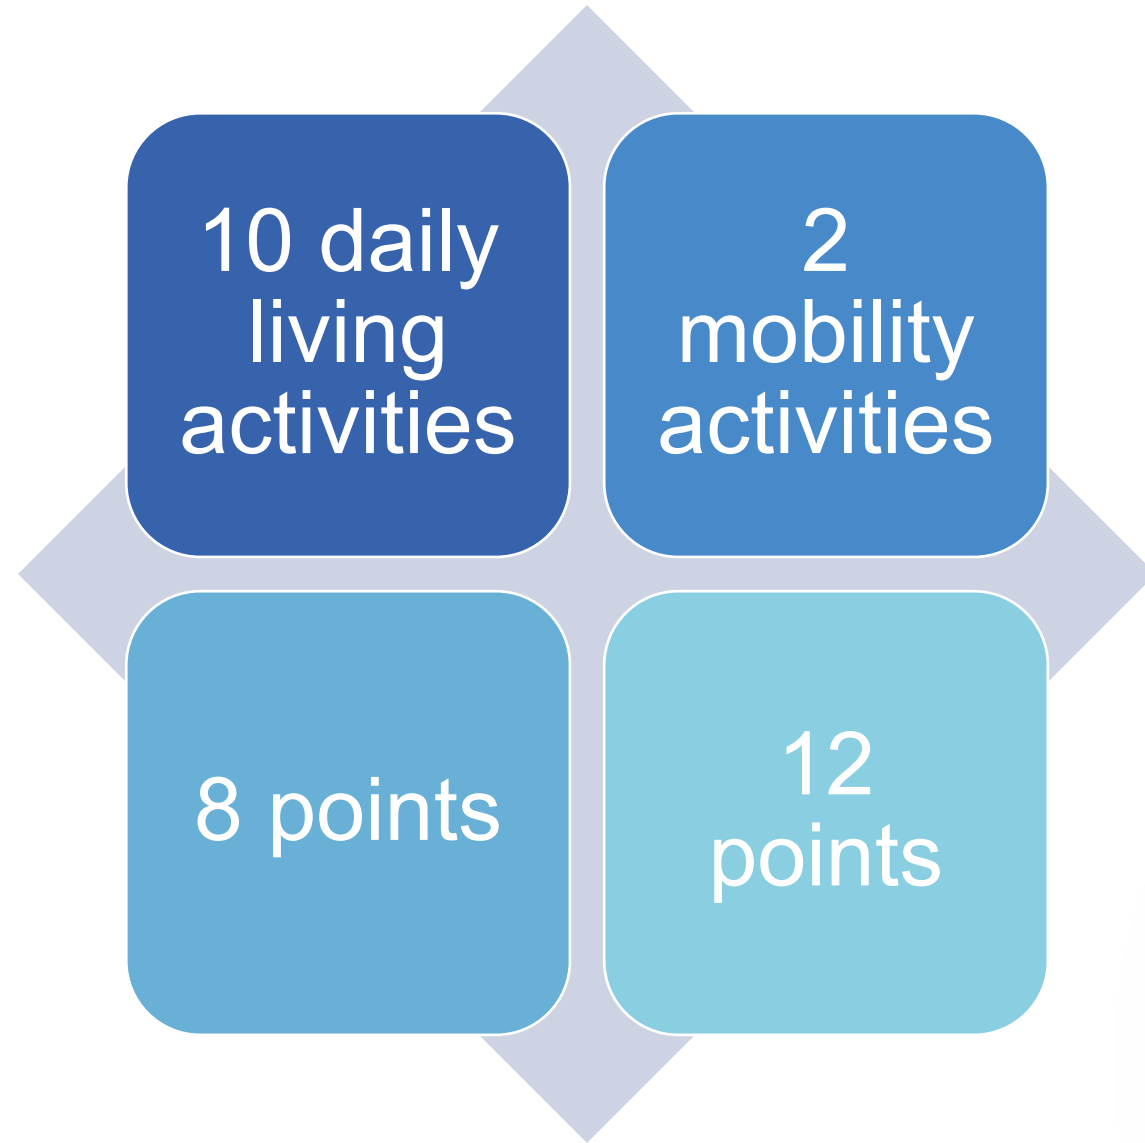 10 daily
living
activities
2
mobility
activities
8 points
12
points